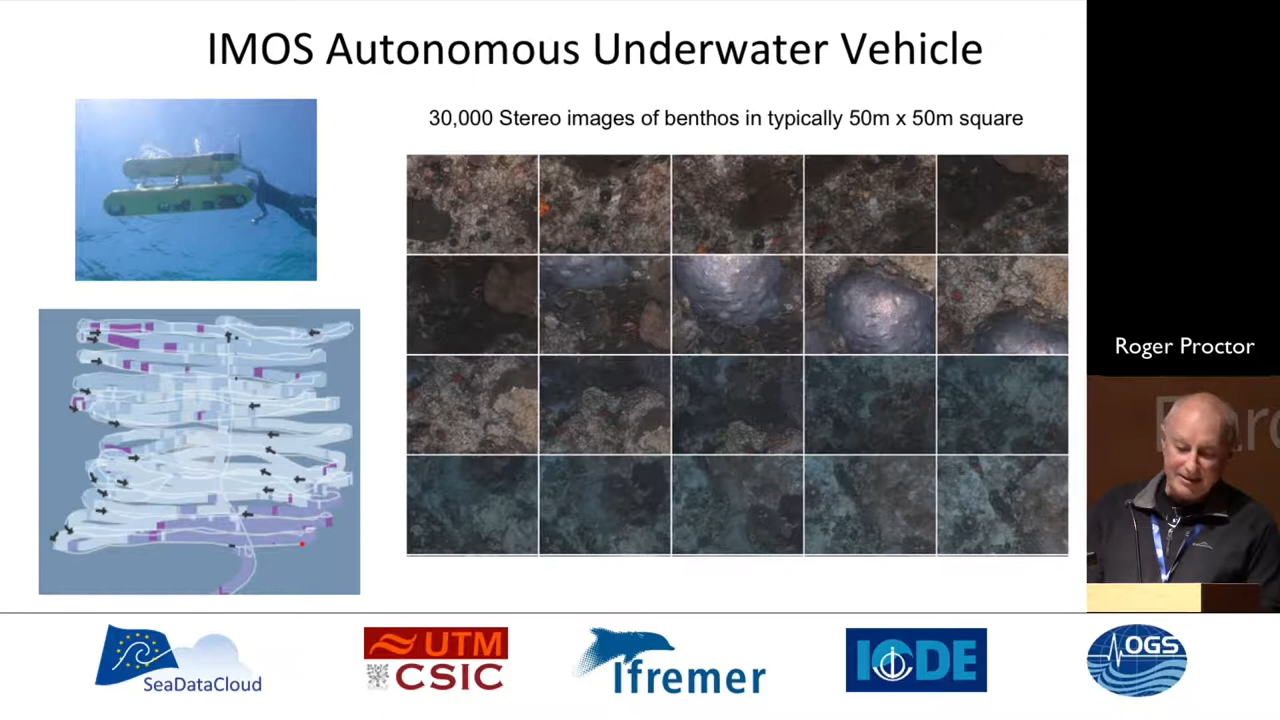 IMOS Autonomous Underwater Vehicle
30,000 Stereo images of benthos in typically 50m x 50m square
Roger Proctor
SeaDataCloud
UTM
CSIC
Ifremer
IODE
OGS